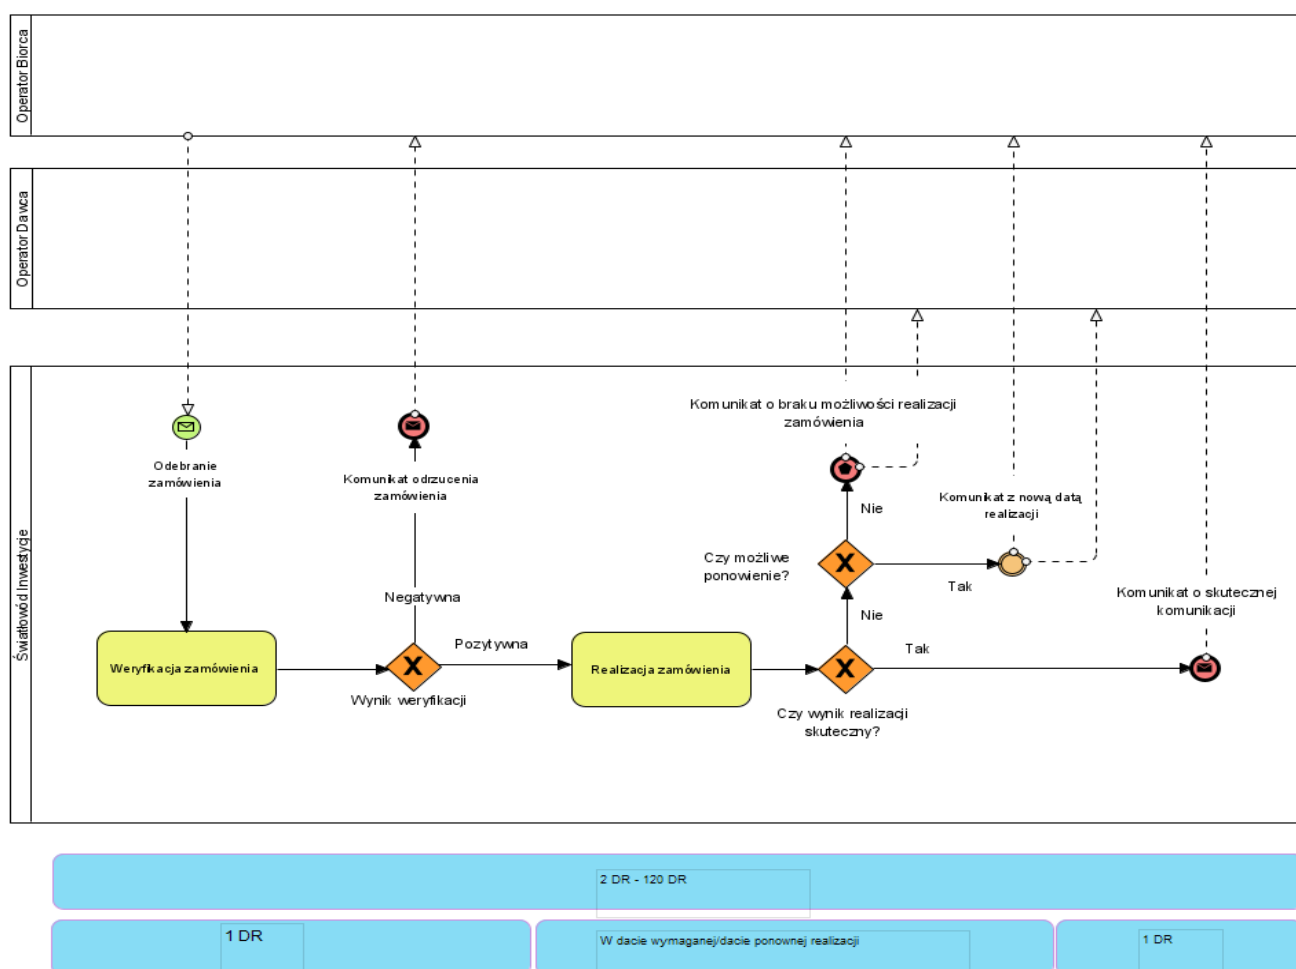 Operator Biorca
Operator Dawca
Światłowód Inwestycje
Komunikat o braku możliwości realizacji
zamówienia
Odebranie
zamówienia
Komunikat odrzucenia
zamówienia
Nie
Komunikat z nową datą
realizacji
Czy możliwe
ponowienie?
Tak
Komunikat o skutecznej
komunikacji
Negatywna
Nie
Pozytywna
Tak
Weryfikacja zamówienia
Realizacja zamówienia
Wynik weryfikacji
Czy wynik realizacji
skuteczny?
2 DR - 120 DR
1 DR
W dacie wymaganej/dacie ponownej realizacji
1 DR